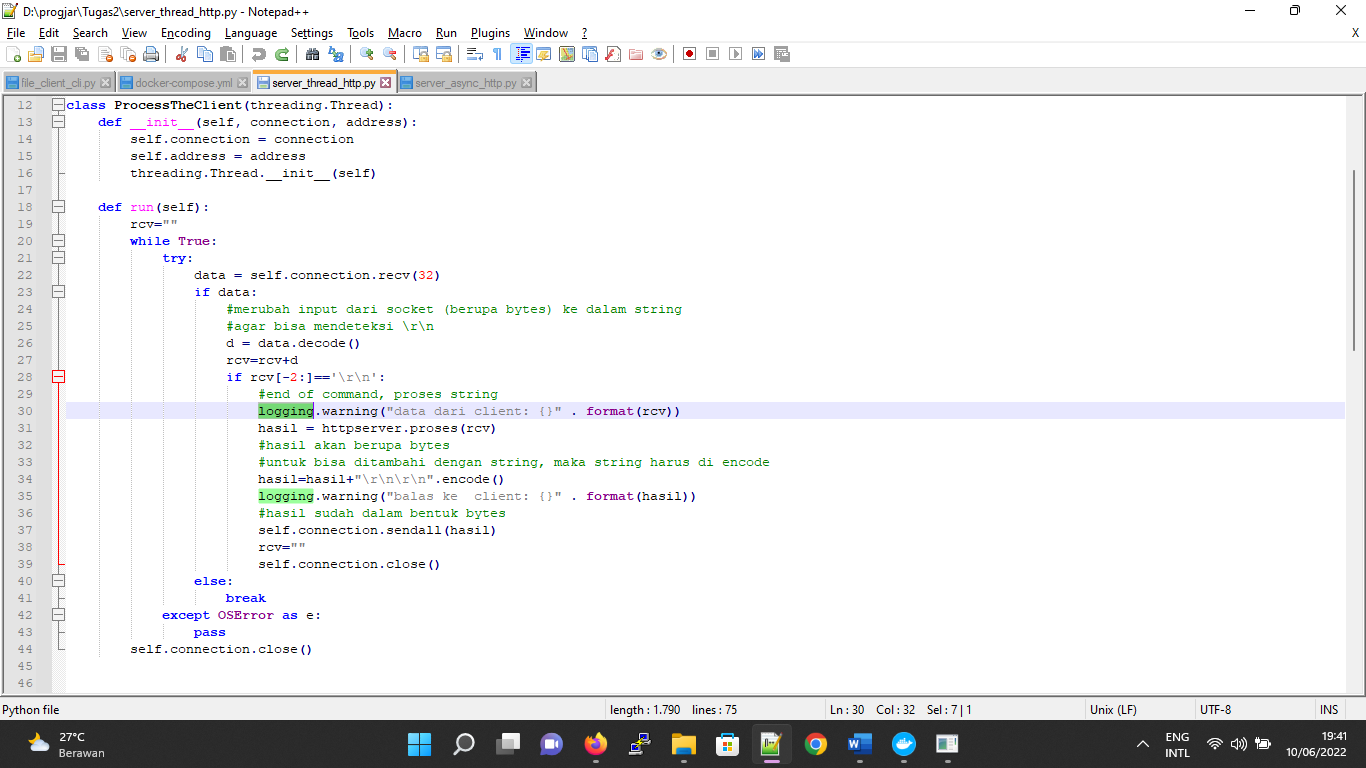 D:\progjar\Tugas2\server_thread_http.py - Notepad++
File Edit Search View Encoding Language Settings Tools Macro Run Plugins Window ? X
file_client_cli.py docker-compose.yml server_thread_http.py server_async_http.py
12 class ProcessTheClient(threading.Thread):
13 def __init__(self, connection, address):
14 self.connection = connection
15 self.address = address
16 threading.Thread.__init__(self)
17
18 def run(self):
19 rcv=""
20 while True:
21 try:
22 data = self.connection.recv(32)
23 if data:
24 #merubah input dari socket (berupa bytes) ke dalam string
25 #agar bisa mendeteksi \r\n
26 d = data.decode()
27 rcv=rcv+d
28 if rcv[-2:]=='\r\n':
29 #end of command, proses string
30 logging.warning("data dari client: {}" . format(rcv))
31 hasil = httpserver.proses(rcv)
32 #hasil akan berupa bytes
33 #untuk bisa ditambahi dengan string, maka string harus di encode
34 hasil=hasil+"\r\n\r\n".encode()
35 logging.warning("balas ke  client: {}" . format(hasil))
36 #hasil sudah dalam bentuk bytes
37 self.connection.sendall(hasil)
38 rcv=""
39 self.connection.close()
40 else:
41 break
42 except OSError as e:
43 pass
44 self.connection.close()
45
46
Python file length : 1.790 lines : 75 Ln : 30 Col : 32 Sel : 7 | 1 Unix (LF) UTF-8 INS
27°C
Berawan
ENG
INTL
19:41
10/06/2022